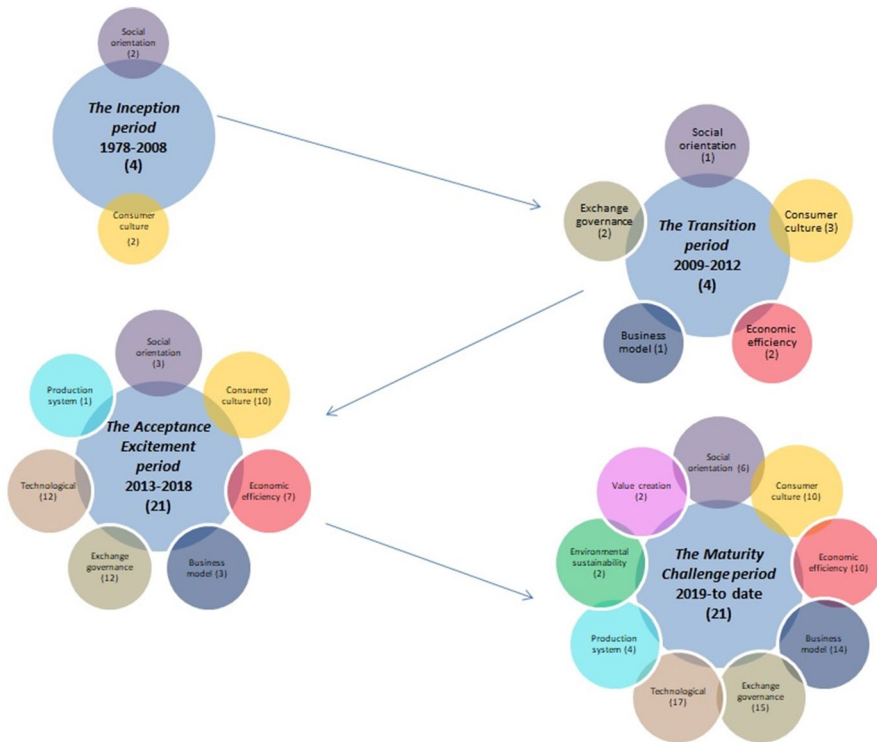 Social
orientation
(2)
The Inception
period
1978-2008
(4)
Consumer
culture
(2)
Social
orientation
(1)
Exchange
governance
(2)
Consumer
culture (3)
The Transition
period
2009-2012
(4)
Business
model (1)
Economic
efficiency
(2)
Social
orientation
(3)
Production
system (1)
Consumer
culture (10)
The Acceptance
Excitement
period
2013-2018
(21)
Technological
(12)
Economic
efficiency (7)
Exchange
governance
(12)
Business
model (3)
Social
orientation (6)
Value creation
(2)
Consumer
culture (10)
Environmental
sustainability
(2)
The Maturity
Challenge period
2019-to date
(21)
Economic
efficiency (10)
Production
system (4)
Business
model (14)
Technological
(17)
Exchange
governance
(15)